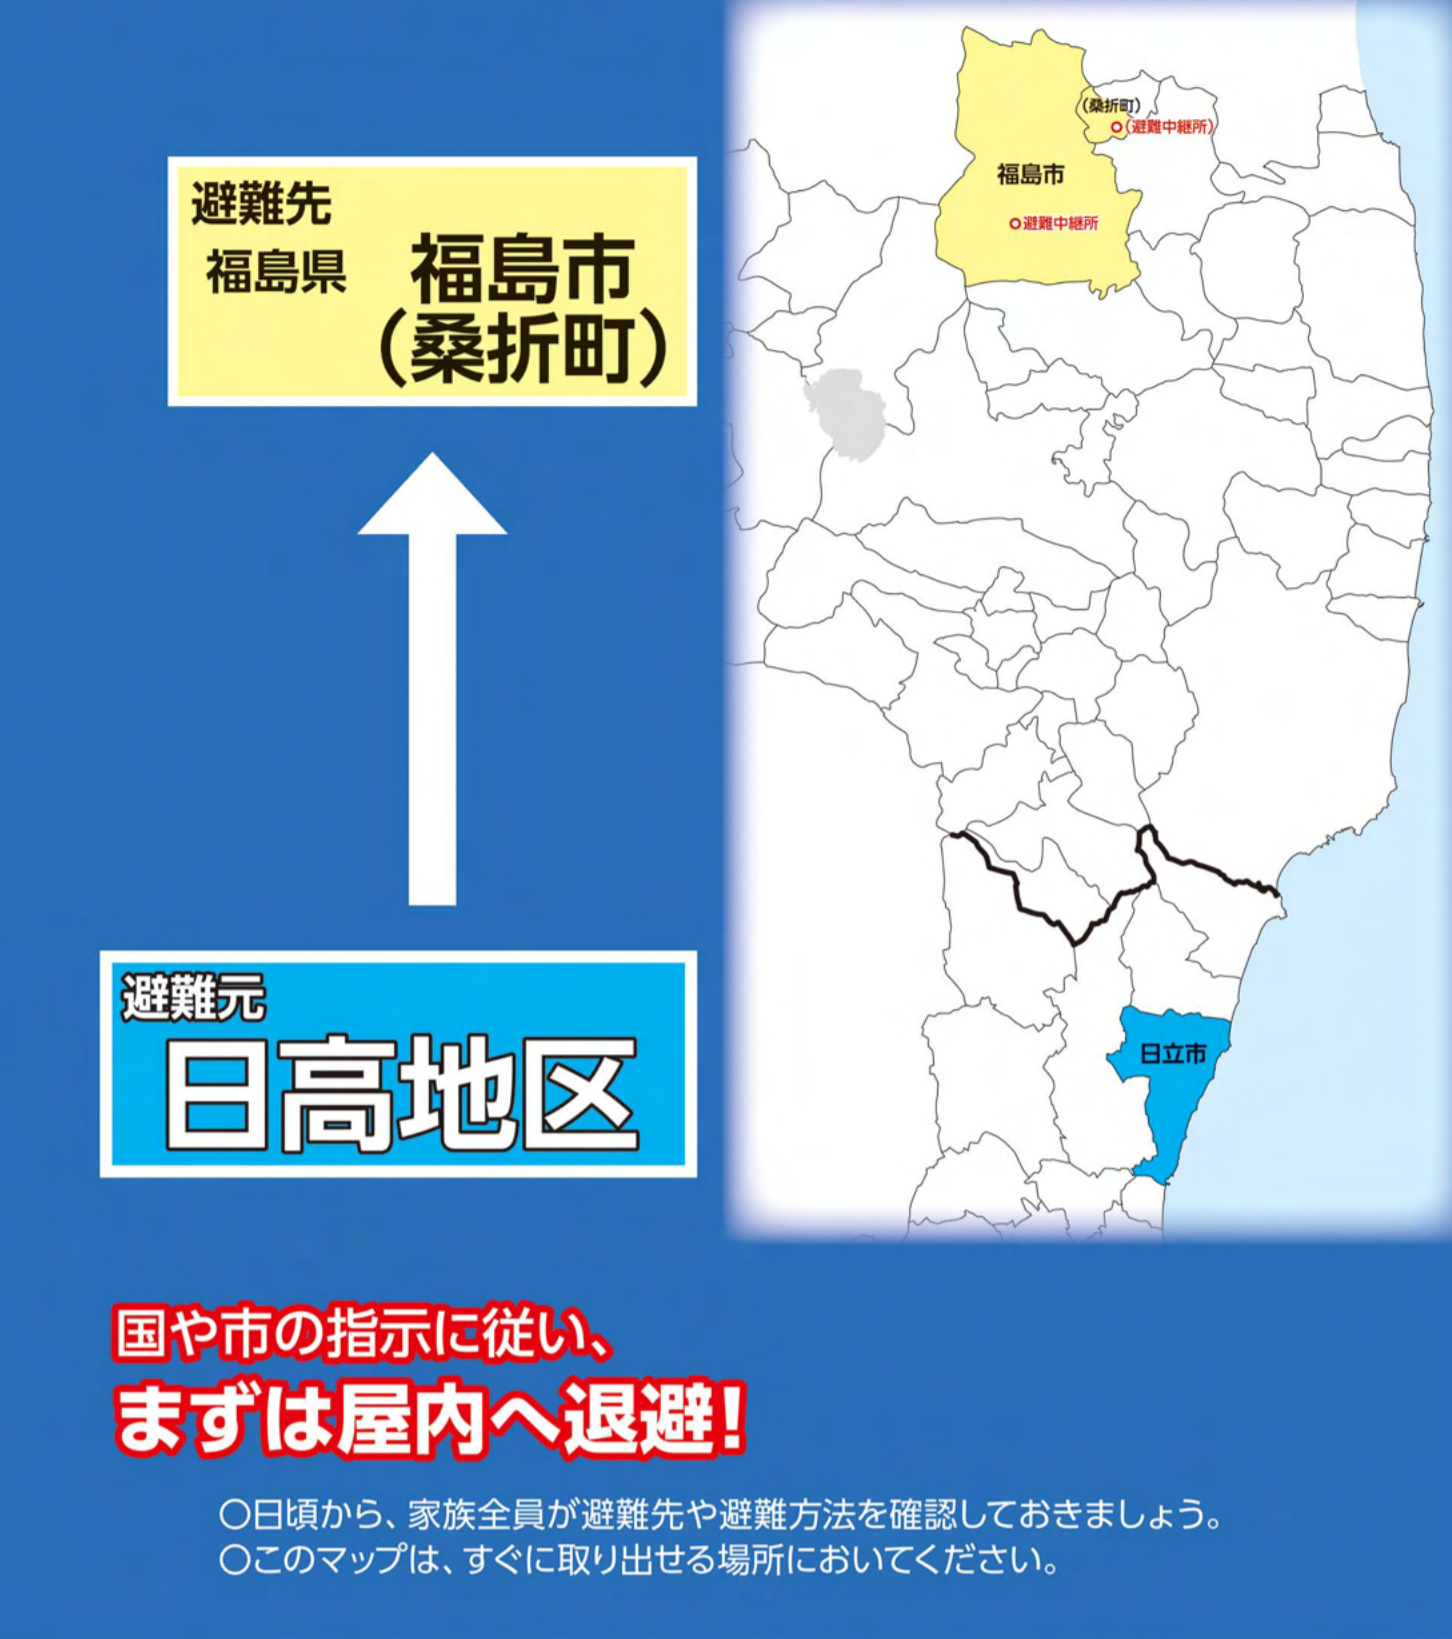 避難先
福島県 福島市
(桑折町)
避難元
日高地区
(桑折町)
(避難中継所)
福島市
避難中継所
日立市
国や市の指示に従い、
まずは屋内へ退避!
○日頃から、家族全員が避難先や避難方法を確認しておきましょう。
○このマップは、すぐに取り出せる場所においてください。